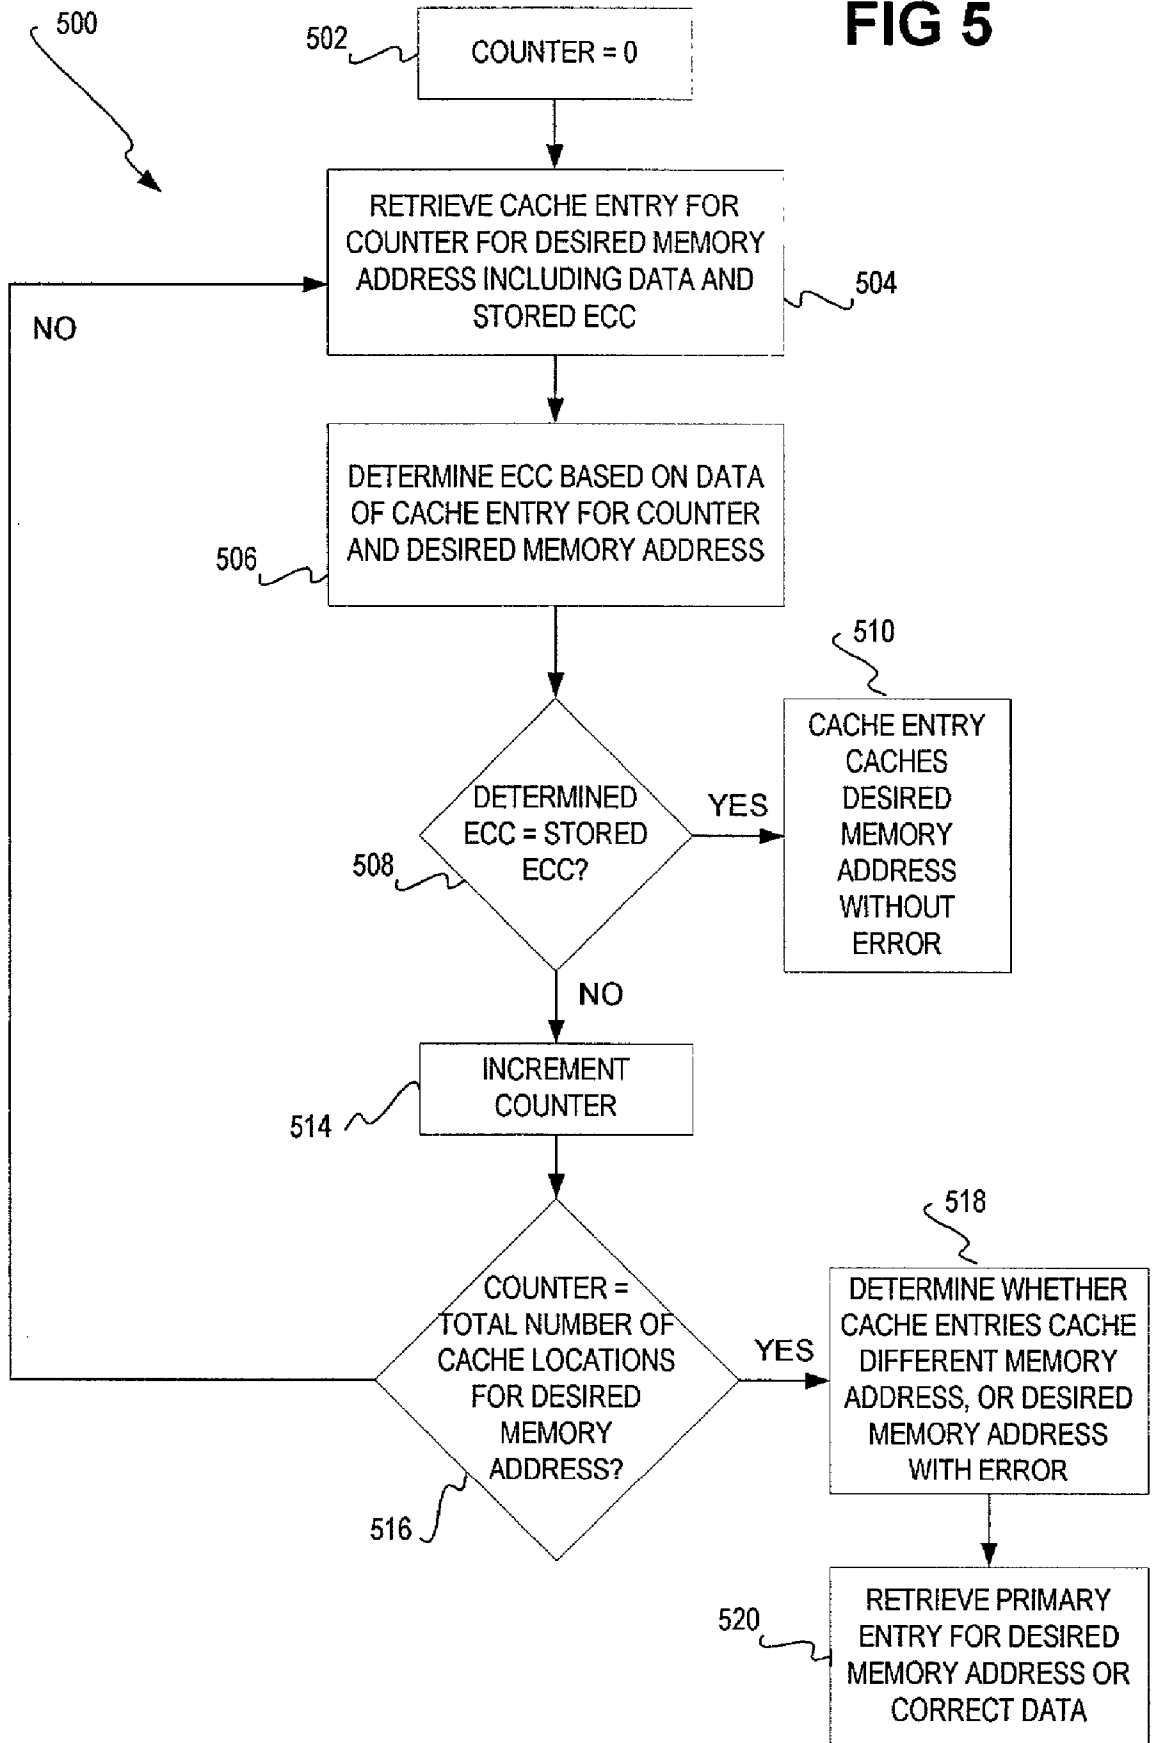 FIG 5
500
502
COUNTER = 0
RETRIEVE CACHE ENTRY FOR
COUNTER FOR DESIRED MEMORY
ADDRESS INCLUDING DATA AND
STORED ECC
504
NO
DETERMINE ECC BASED ON DATA
OF CACHE ENTRY FOR COUNTER
AND DESIRED MEMORY ADDRESS
506
510
CACHE ENTRY
CACHES
DESIRED
MEMORY
ADDRESS
WITHOUT
ERROR
DETERMINED
ECC = STORED
ECC?
YES
508
NO
INCREMENT
COUNTER
514
518
COUNTER =
TOTAL NUMBER OF
CACHE LOCATIONS
FOR DESIRED
MEMORY
ADDRESS?
YES
516
DETERMINE WHETHER
CACHE ENTRIES CACHE
DIFFERENT MEMORY
ADDRESS, OR DESIRED
MEMORY ADDRESS
WITH ERROR
520
RETRIEVE PRIMARY
ENTRY FOR DESIRED
MEMORY ADDRESS OR
CORRECT DATA